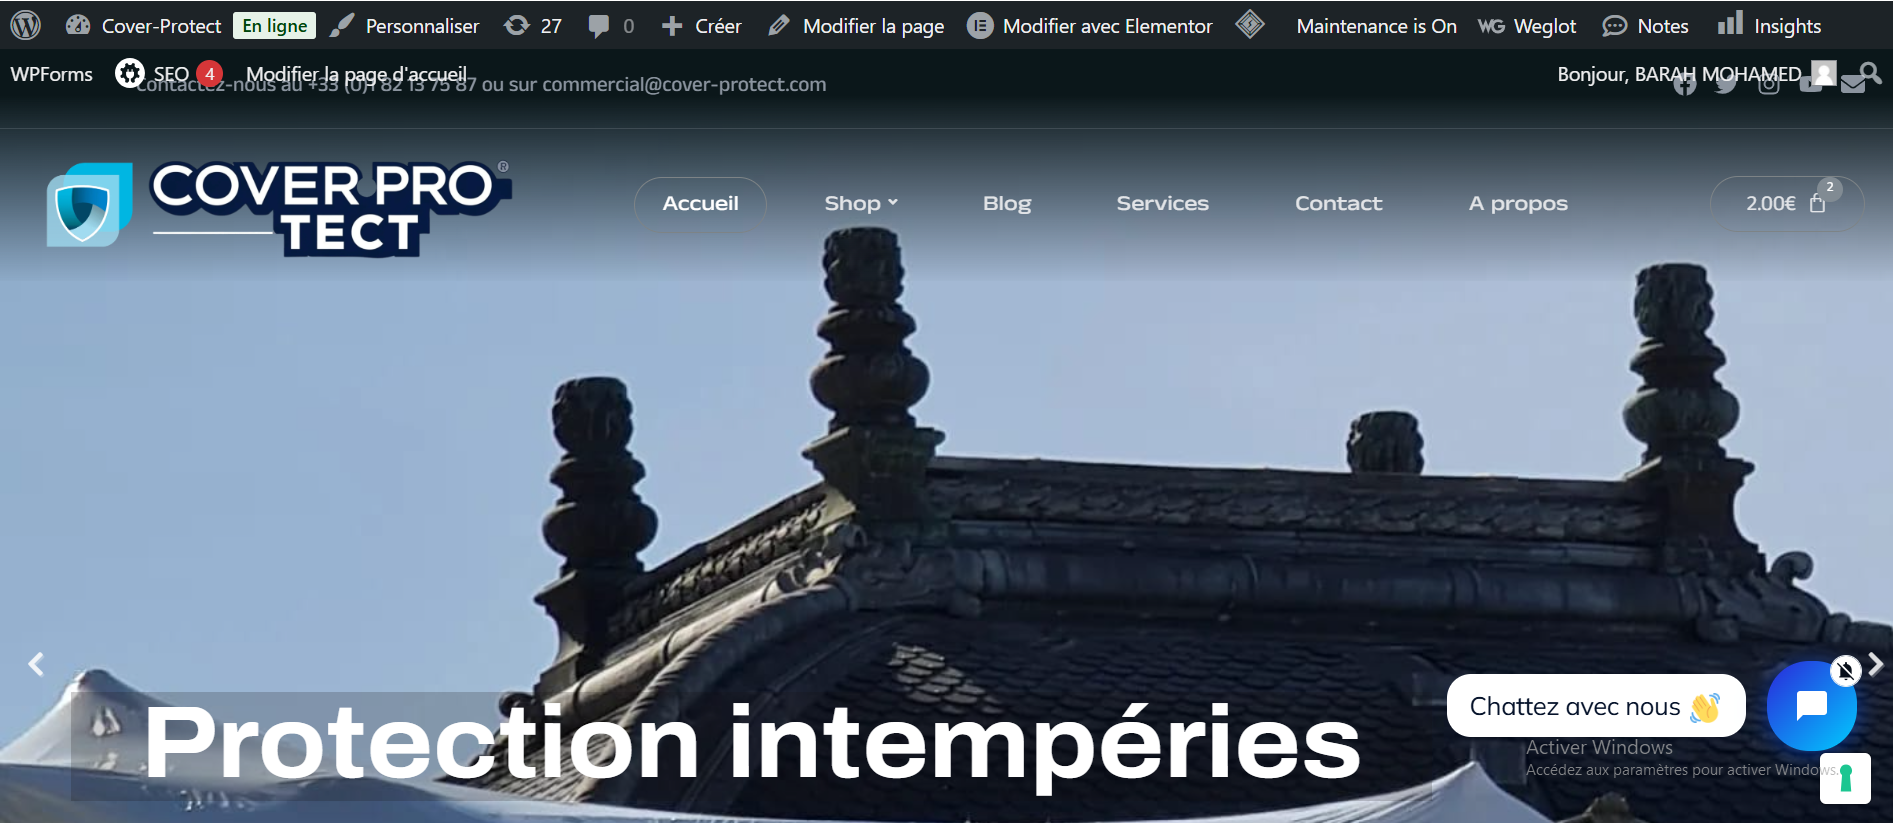 Cover-Protect En ligne Personnaliser 27 0 Créer Modifier la page Modifier avec Elementor Maintenance is On WG Weglot Notes Insights
WPForms SEO 4 Modifier la page d'accueil Bonjour, BARAH MOHAMED
Contactez-nous au +33 (0)1 82 13 75 87 ou sur commercial@cover-protect.com
COVER PRO®
TECT
Accueil Shop Blog Services Contact A propos 2.00€ 2
Protection intempéries
Chattez avec nous 👋
Activer Windows
Accédez aux paramètres pour activer Windows.